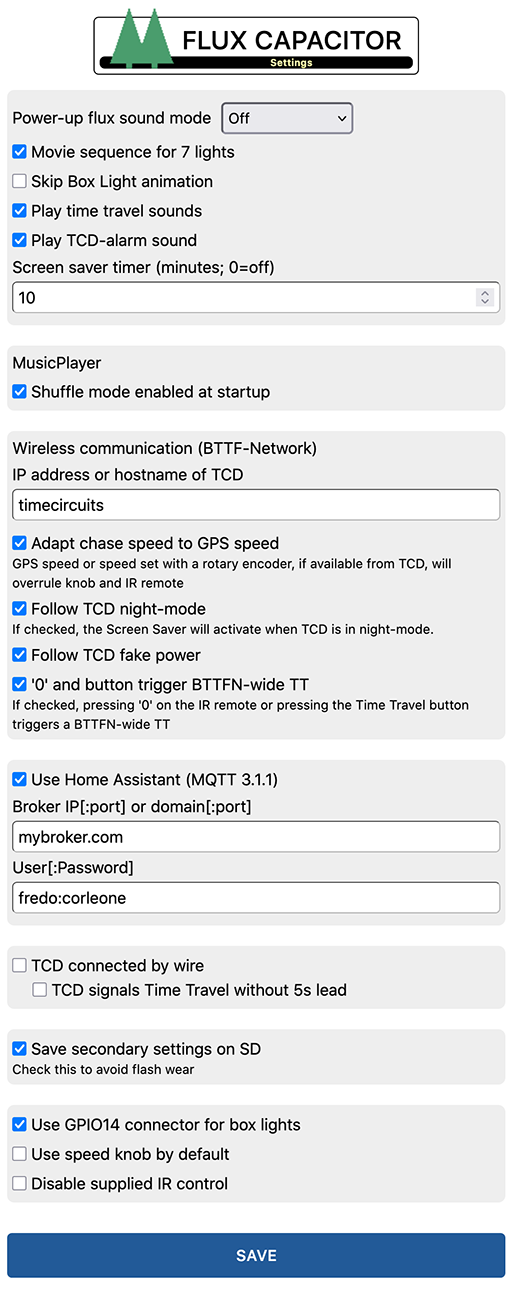 FLUX CAPACITOR
Settings
Power-up flux sound mode Off
Movie sequence for 7 lights
Skip Box Light animation
Play time travel sounds
Play TCD-alarm sound
Screen saver timer (minutes; 0=off)
10
MusicPlayer
Shuffle mode enabled at startup
Wireless communication (BTTF-Network)
IP address or hostname of TCD
timecircuits
Adapt chase speed to GPS speed
GPS speed or speed set with a rotary encoder, if available from TCD, will
overrule knob and IR remote
Follow TCD night-mode
If checked, the Screen Saver will activate when TCD is in night-mode.
Follow TCD fake power
'0' and button trigger BTTFN-wide TT
If checked, pressing '0' on the IR remote or pressing the Time Travel button
triggers a BTTFN-wide TT
Use Home Assistant (MQTT 3.1.1)
Broker IP[:port] or domain[:port]
mybroker.com
User[:Password]
fredo:corleone
TCD connected by wire
TCD signals Time Travel without 5s lead
Save secondary settings on SD
Check this to avoid flash wear
Use GPIO14 connector for box lights
Use speed knob by default
Disable supplied IR control
SAVE